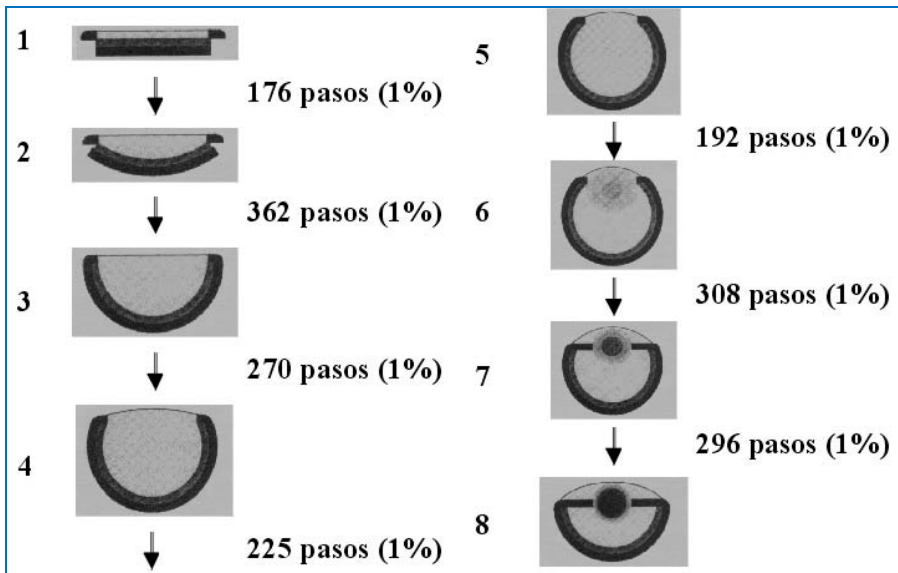 1
176 pasos (1%)
2
362 pasos (1%)
3
270 pasos (1%)
4
225 pasos (1%)
5
192 pasos (1%)
6
308 pasos (1%)
7
296 pasos (1%)
8